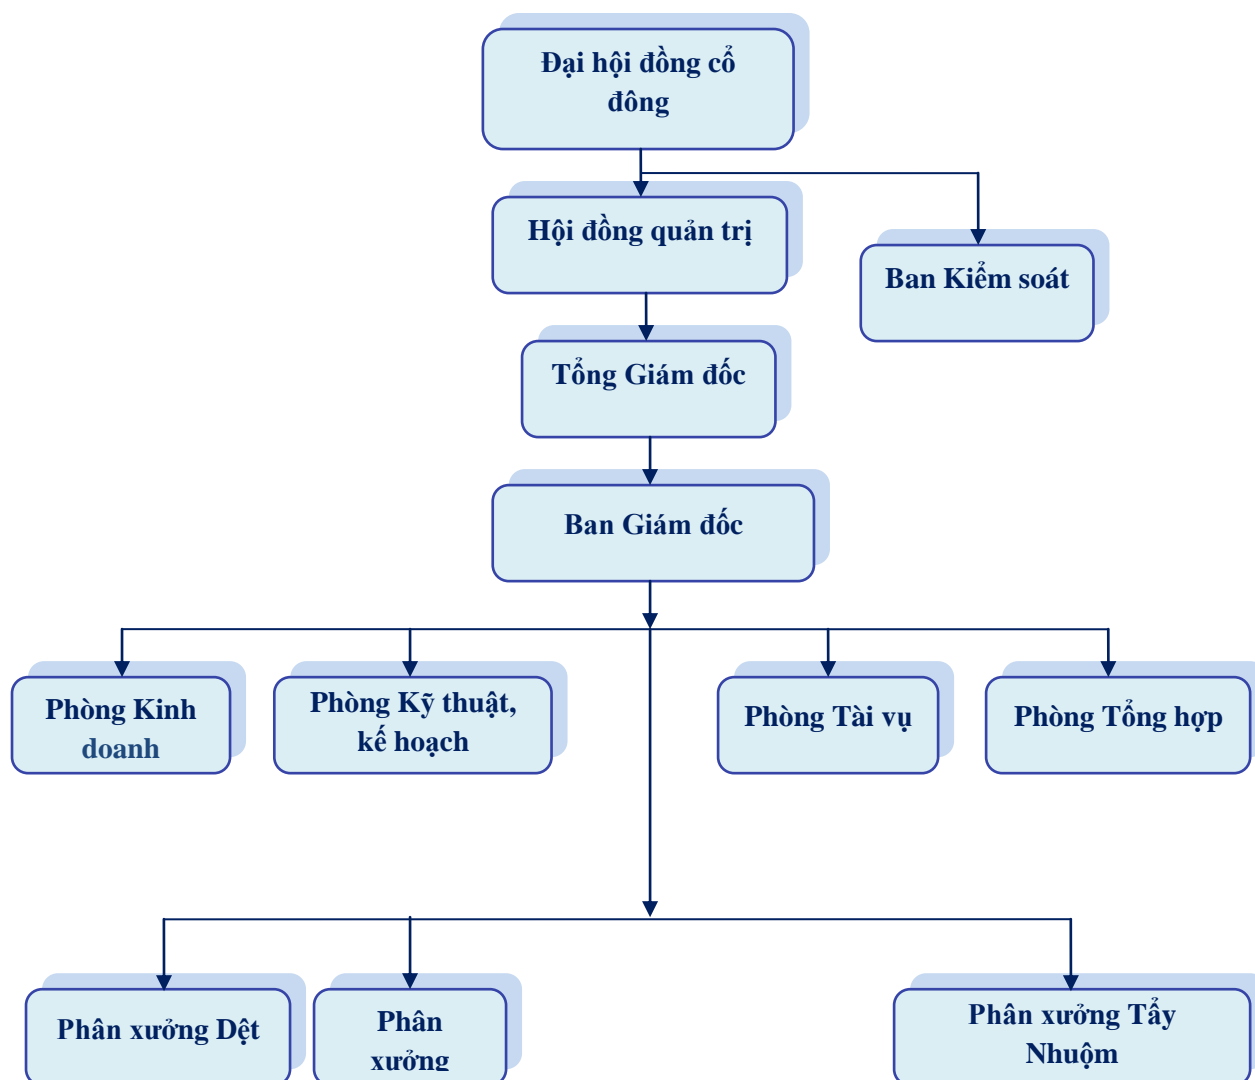 Đại hội đồng cổ
đông
Hội đồng quản trị
Ban Kiểm soát
Tổng Giám đốc
Ban Giám đốc
Phòng Kinh
doanh
Phòng Kỹ thuật,
kế hoạch
Phòng Tài vụ
Phòng Tổng hợp
Phân xưởng Dệt
Phân
xưởng
Phân xưởng Tẩy
Nhuộm